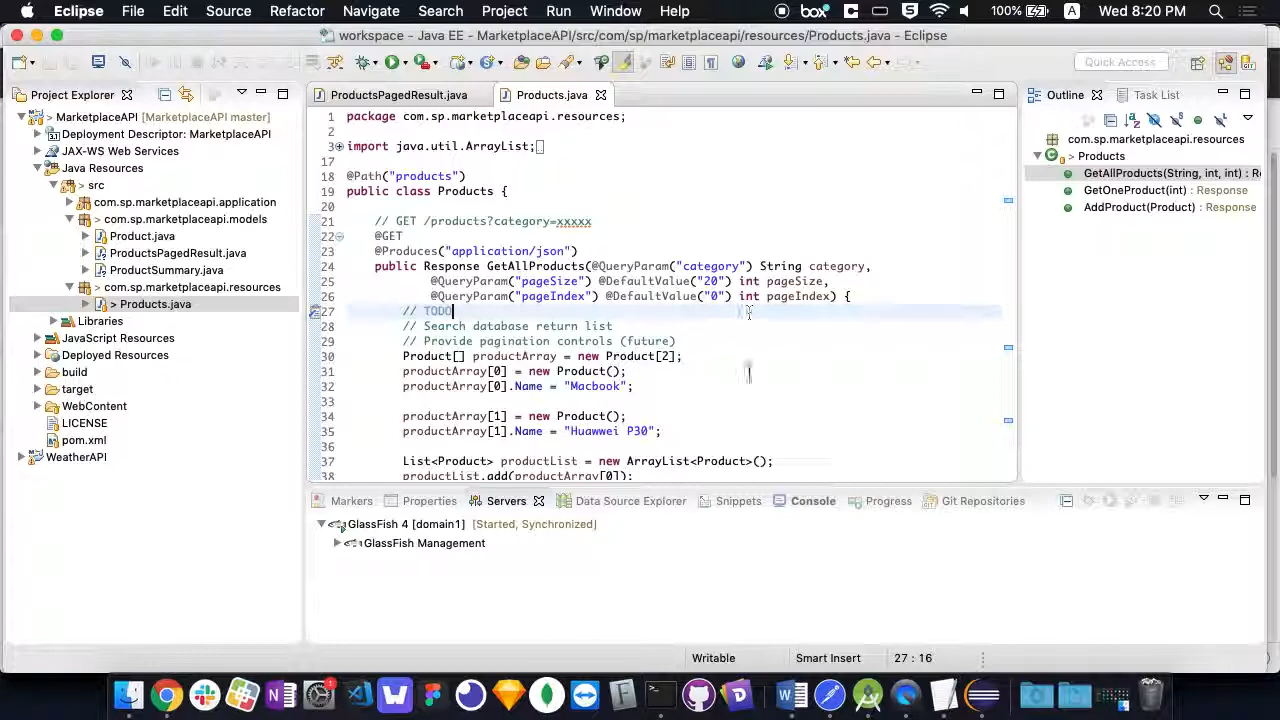 Eclipse File Edit Source Refactor Navigate Search Project Run Window Help box 5 100% A Wed 8:20 PM
workspace - Java EE - MarketplaceAPI/src/com/sp/marketplaceapi/resources/Products.java - Eclipse
Quick Access
Project Explorer
MarketplaceAPI [MarketplaceAPI master]
Deployment Descriptor: MarketplaceAPI
JAX-WS Web Services
Java Resources
> src
com.sp.marketplaceapi.application
> com.sp.marketplaceapi.models
Product.java
ProductsPagedResult.java
ProductSummary.java
> com.sp.marketplaceapi.resources
> Products.java
Libraries
JavaScript Resources
Deployed Resources
build
target
WebContent
LICENSE
pom.xml
WeatherAPI
ProductsPagedResult.java Products.java
1 package com.sp.marketplaceapi.resources;
2
3 import java.util.ArrayList;
17
18 @Path("products")
19 public class Products {
20
21 // GET /products?category=xxxxx
22 @GET
23 @Produces("application/json")
24 public Response GetAllProducts(@QueryParam("category") String category,
25 @QueryParam("pageSize") @DefaultValue("20") int pageSize,
26 @QueryParam("pageIndex") @DefaultValue("0") int pageIndex) {
27 // TODO
28 // Search database return list
29 // Provide pagination controls (future)
30 Product[] productArray = new Product[2];
31 productArray[0] = new Product();
32 productArray[0].Name = "Macbook";
33
34 productArray[1] = new Product();
35 productArray[1].Name = "Huawwei P30";
36
37 List<Product> productList = new ArrayList<Product>();
38 productList.add(productArray[0]);
Outline Task List
com.sp.marketplaceapi.resources
> Products
GetAllProducts(String, int, int) : Re
GetOneProduct(int) : Response
AddProduct(Product) : Response
Markers Properties Servers Data Source Explorer Snippets Console Progress Git Repositories
GlassFish 4 [domain1] [Started, Synchronized]
GlassFish Management
Writable Smart Insert 27 : 16